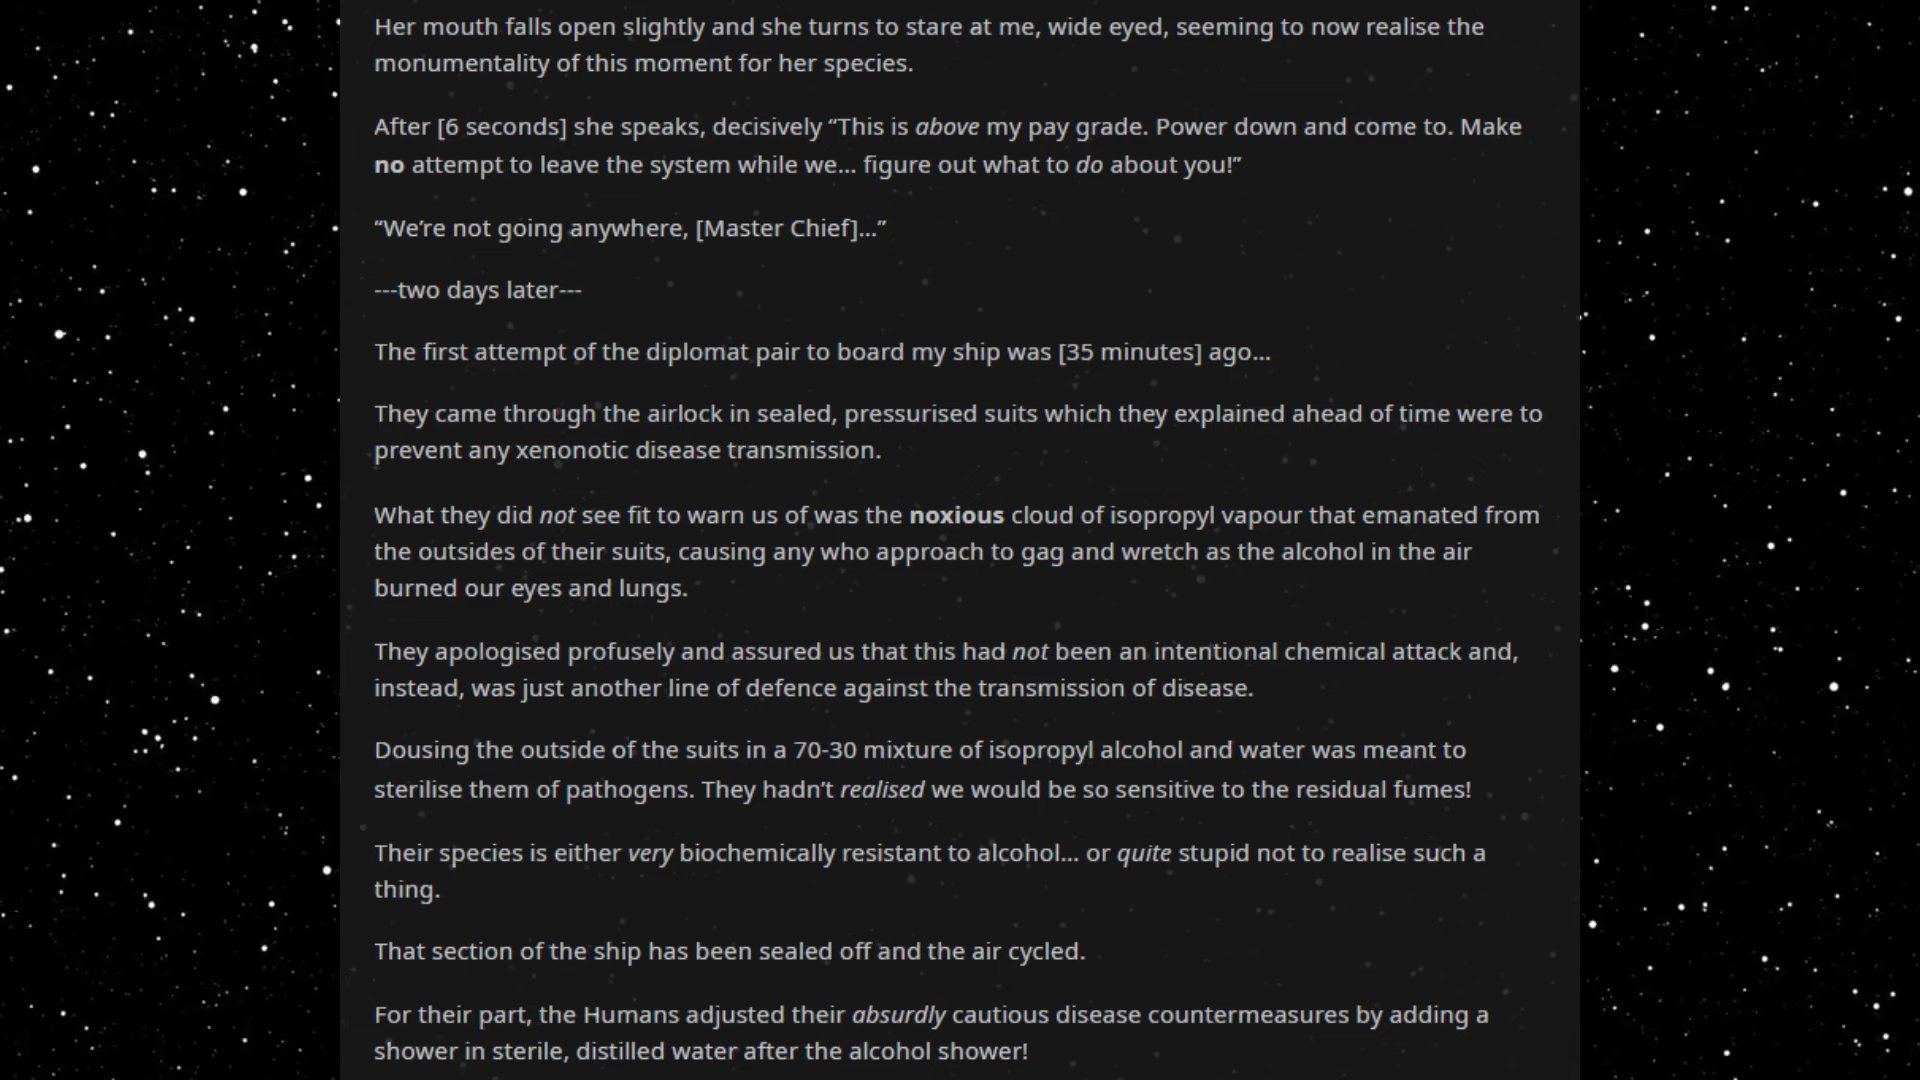 Her mouth falls open slightly and she turns to stare at me, wide eyed, seeming to now realise the
monumentality of this moment for her species.
After [6 seconds] she speaks, decisively “This is above my pay grade. Power down and come to. Make
no attempt to leave the system while we… figure out what to do about you!”
“We’re not going anywhere, [Master Chief]…”
---two days later---
The first attempt of the diplomat pair to board my ship was [35 minutes] ago…
They came through the airlock in sealed, pressurised suits which they explained ahead of time were to
prevent any xenonotic disease transmission.
What they did not see fit to warn us of was the noxious cloud of isopropyl vapour that emanated from
the outsides of their suits, causing any who approach to gag and wretch as the alcohol in the air
burned our eyes and lungs.
They apologised profusely and assured us that this had not been an intentional chemical attack and,
instead, was just another line of defence against the transmission of disease.
Dousing the outside of the suits in a 70-30 mixture of isopropyl alcohol and water was meant to
sterilise them of pathogens. They hadn’t realised we would be so sensitive to the residual fumes!
Their species is either very biochemically resistant to alcohol… or quite stupid not to realise such a
thing.
That section of the ship has been sealed off and the air cycled.
For their part, the Humans adjusted their absurdly cautious disease countermeasures by adding a
shower in sterile, distilled water after the alcohol shower!